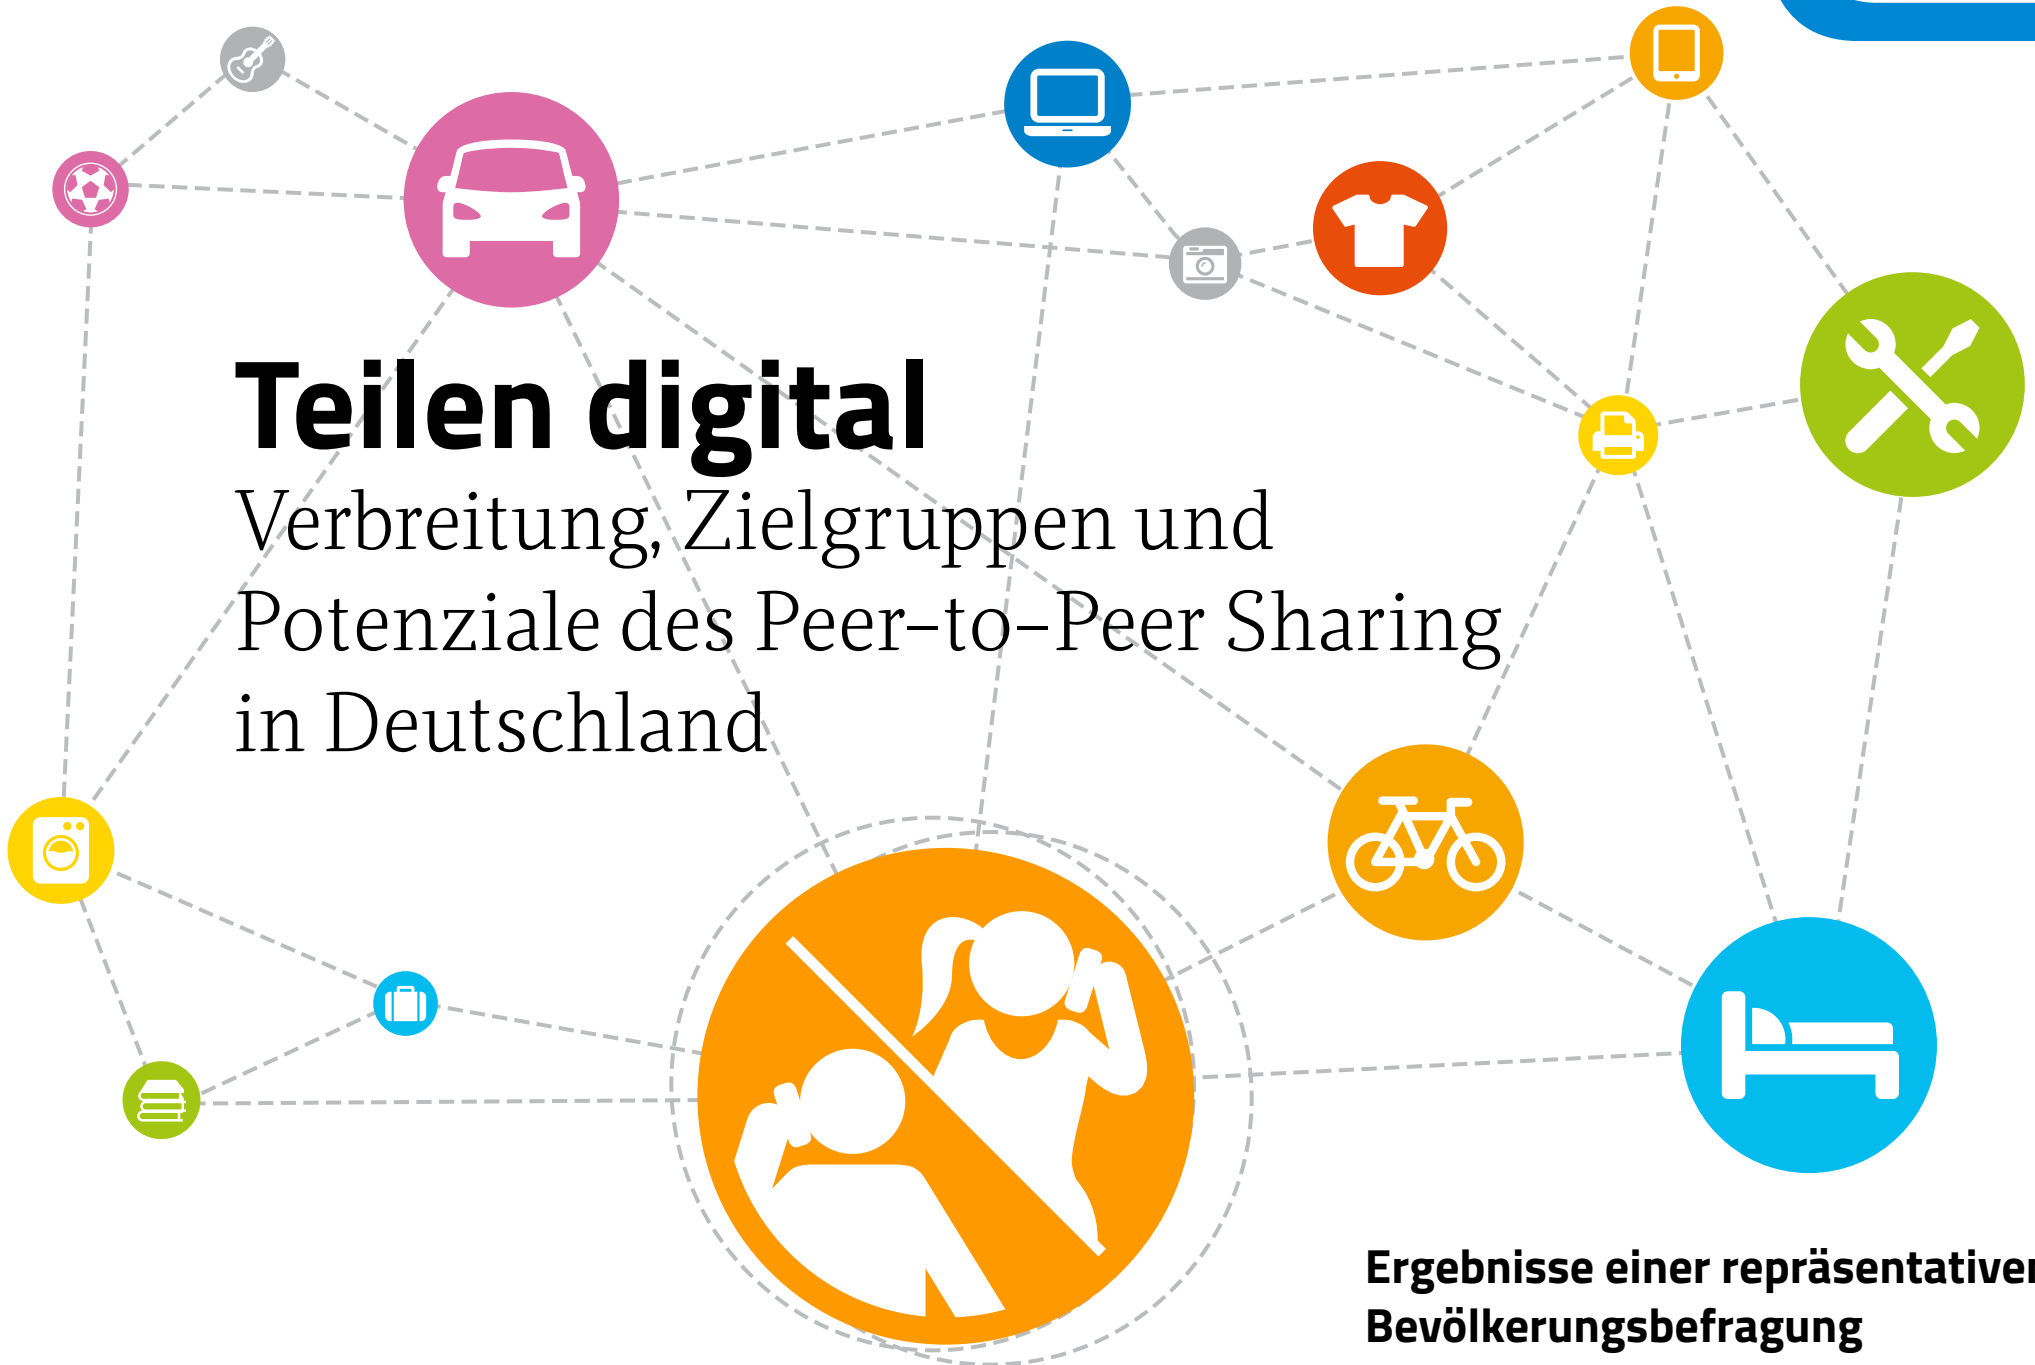 Teilen digital
Verbreitung, Zielgruppen und
Potenziale des Peer-to-Peer Sharing
in Deutschland
Ergebnisse einer repräsentativen
Bevölkerungsbefragung